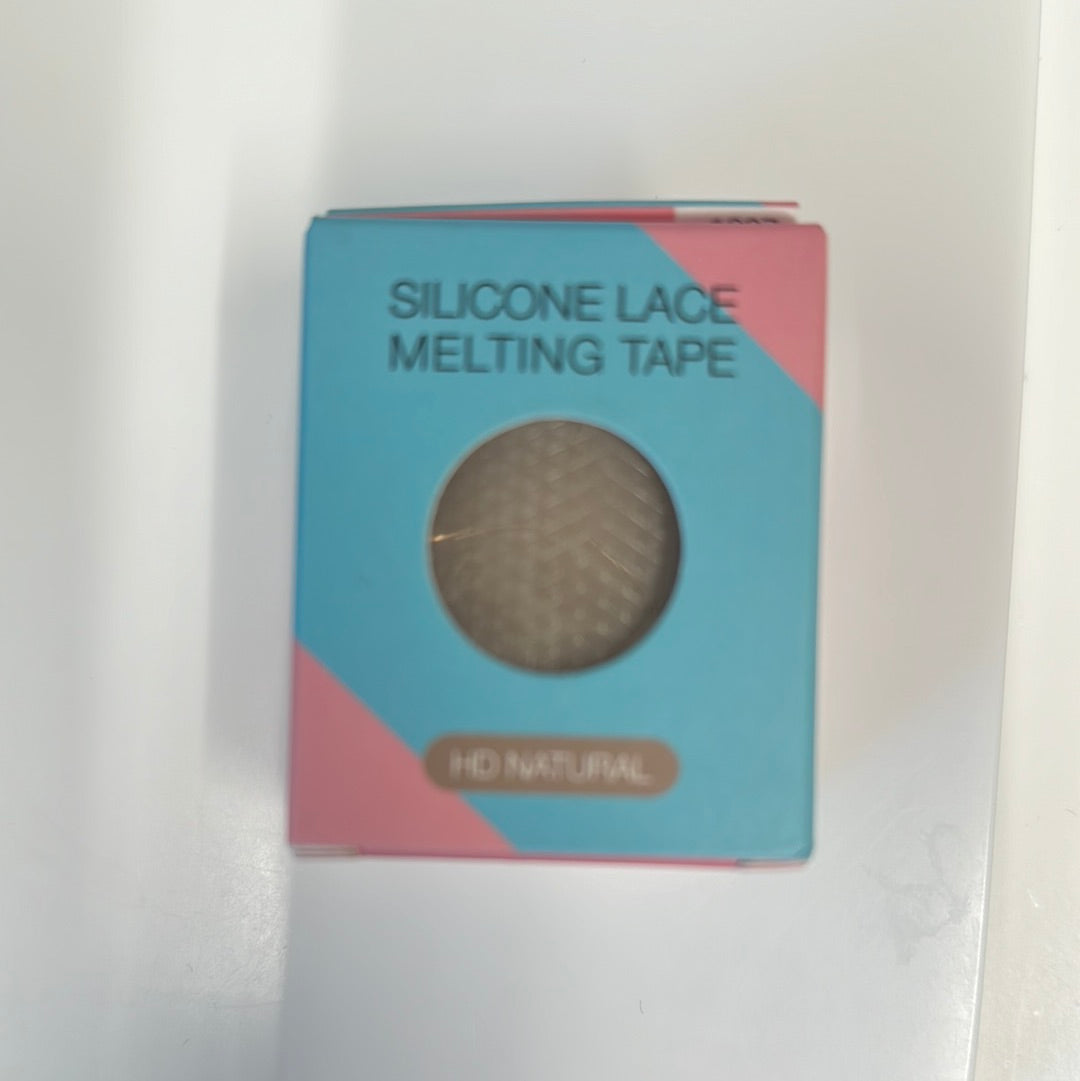 SILICONE LACE
MELTING TAPE
HD NATURAL